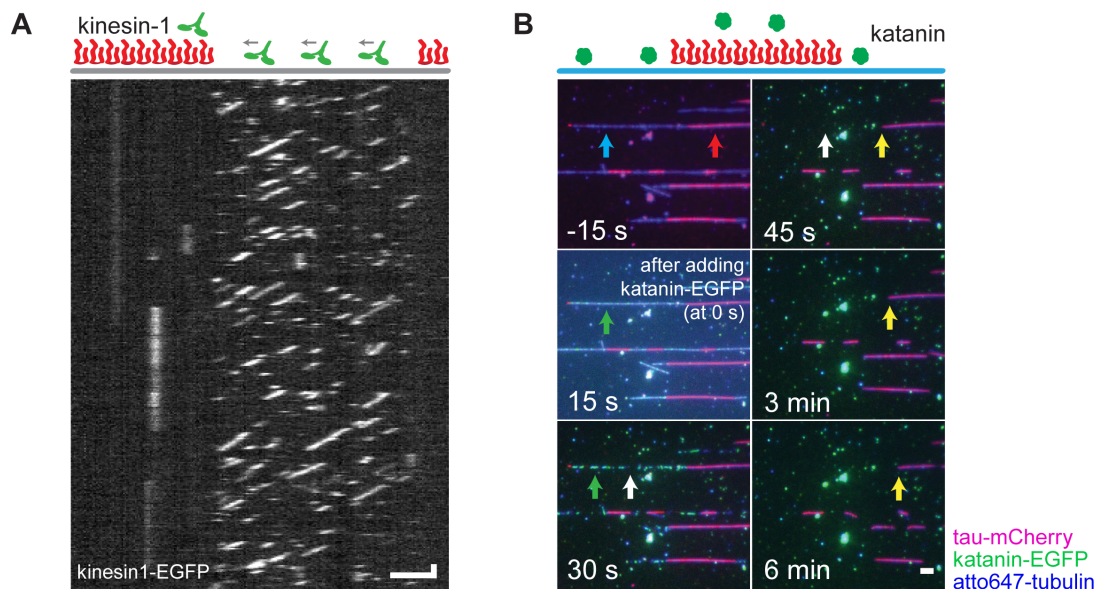 A
kinesin-1
kinesin1-EGFP
B
katanin
-15 s
45 s
after adding
katanin-EGFP
(at 0 s)
15 s
3 min
30 s
6 min
tau-mCherry
katanin-EGFP
atto647-tubulin